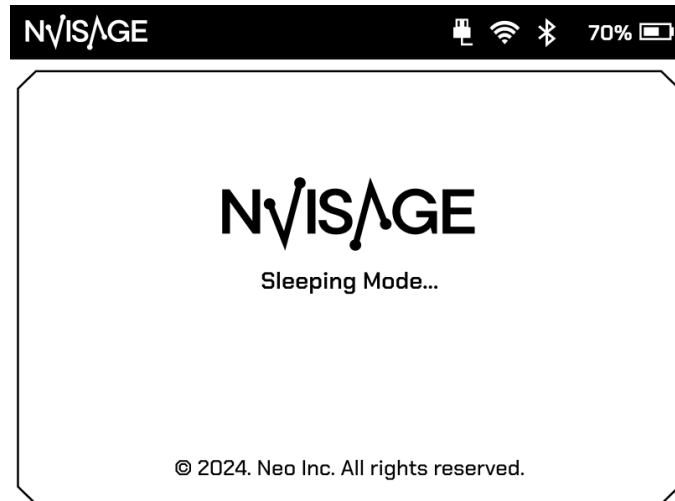 NVISAGE
70%
NVISAGE
Sleeping Mode...
© 2024. Neo Inc. All rights reserved.